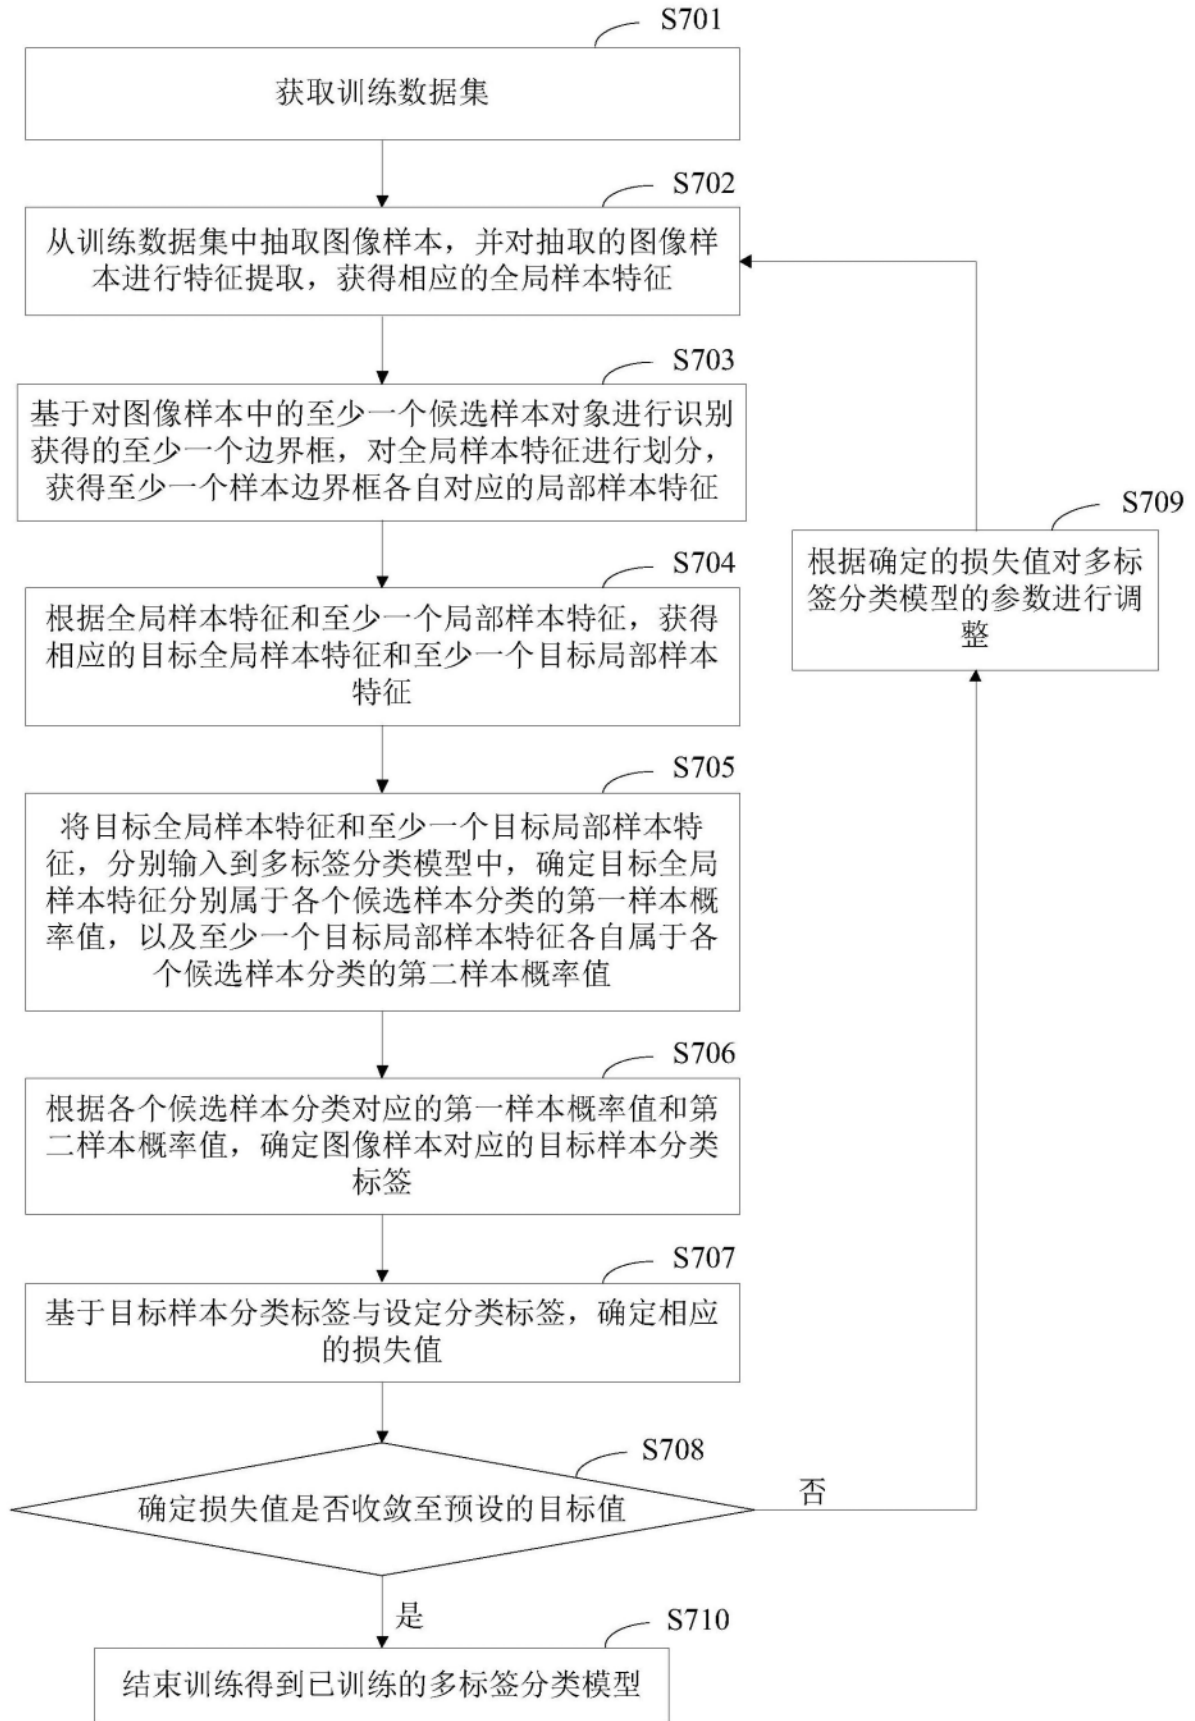 S701
获取训练数据集
S702
从训练数据集中抽取图像样本，并对抽取的图像样
本进行特征提取，获得相应的全局样本特征
S703
基于对图像样本中的至少一个候选样本对象进行识别
获得的至少一个边界框，对全局样本特征进行划分，
获得至少一个样本边界框各自对应的局部样本特征
S704
根据全局样本特征和至少一个局部样本特征，获得
相应的目标全局样本特征和至少一个目标局部样本
特征
S705
将目标全局样本特征和至少一个目标局部样本特
征，分别输入到多标签分类模型中，确定目标全局
样本特征分别属于各个候选样本分类的第一样本概
率值，以及至少一个目标局部样本特征各自属于各
个候选样本分类的第二样本概率值
S706
根据各个候选样本分类对应的第一样本概率值和第
二样本概率值，确定图像样本对应的目标样本分类
标签
S707
基于目标样本分类标签与设定分类标签，确定相应
的损失值
S708
确定损失值是否收敛至预设的目标值
否
S709
根据确定的损失值对多标
签分类模型的参数进行调
整
是
S710
结束训练得到已训练的多标签分类模型